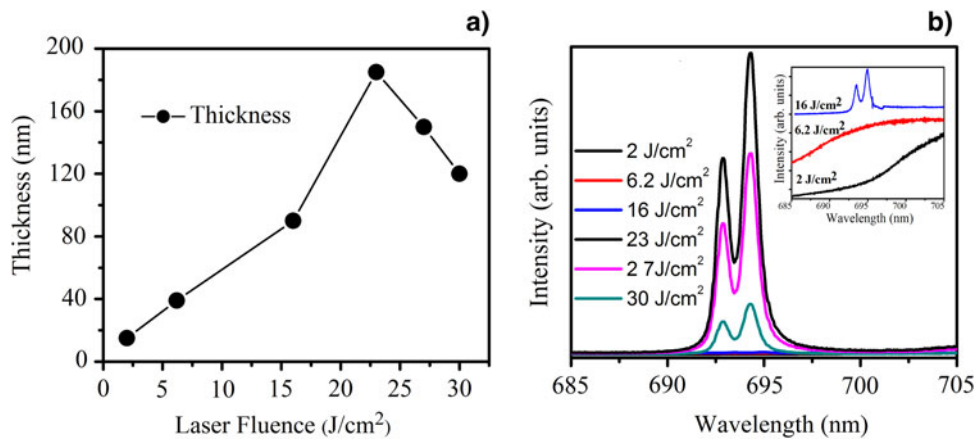 a)
200
160
120
80
40
0
Thickness (nm)
Thickness
0 5 10 15 20 25 30
Laser Fluence (J/cm²)
b)
Intensity (arb. units)
2 J/cm²
6.2 J/cm²
16 J/cm²
23 J/cm²
2 7J/cm²
30 J/cm²
685 690 695 700 705
Wavelength (nm)
Intensity (arb. units)
16 J/cm²
6.2 J/cm²
2 J/cm²
685 690 695 700 705
Wavelength (nm)